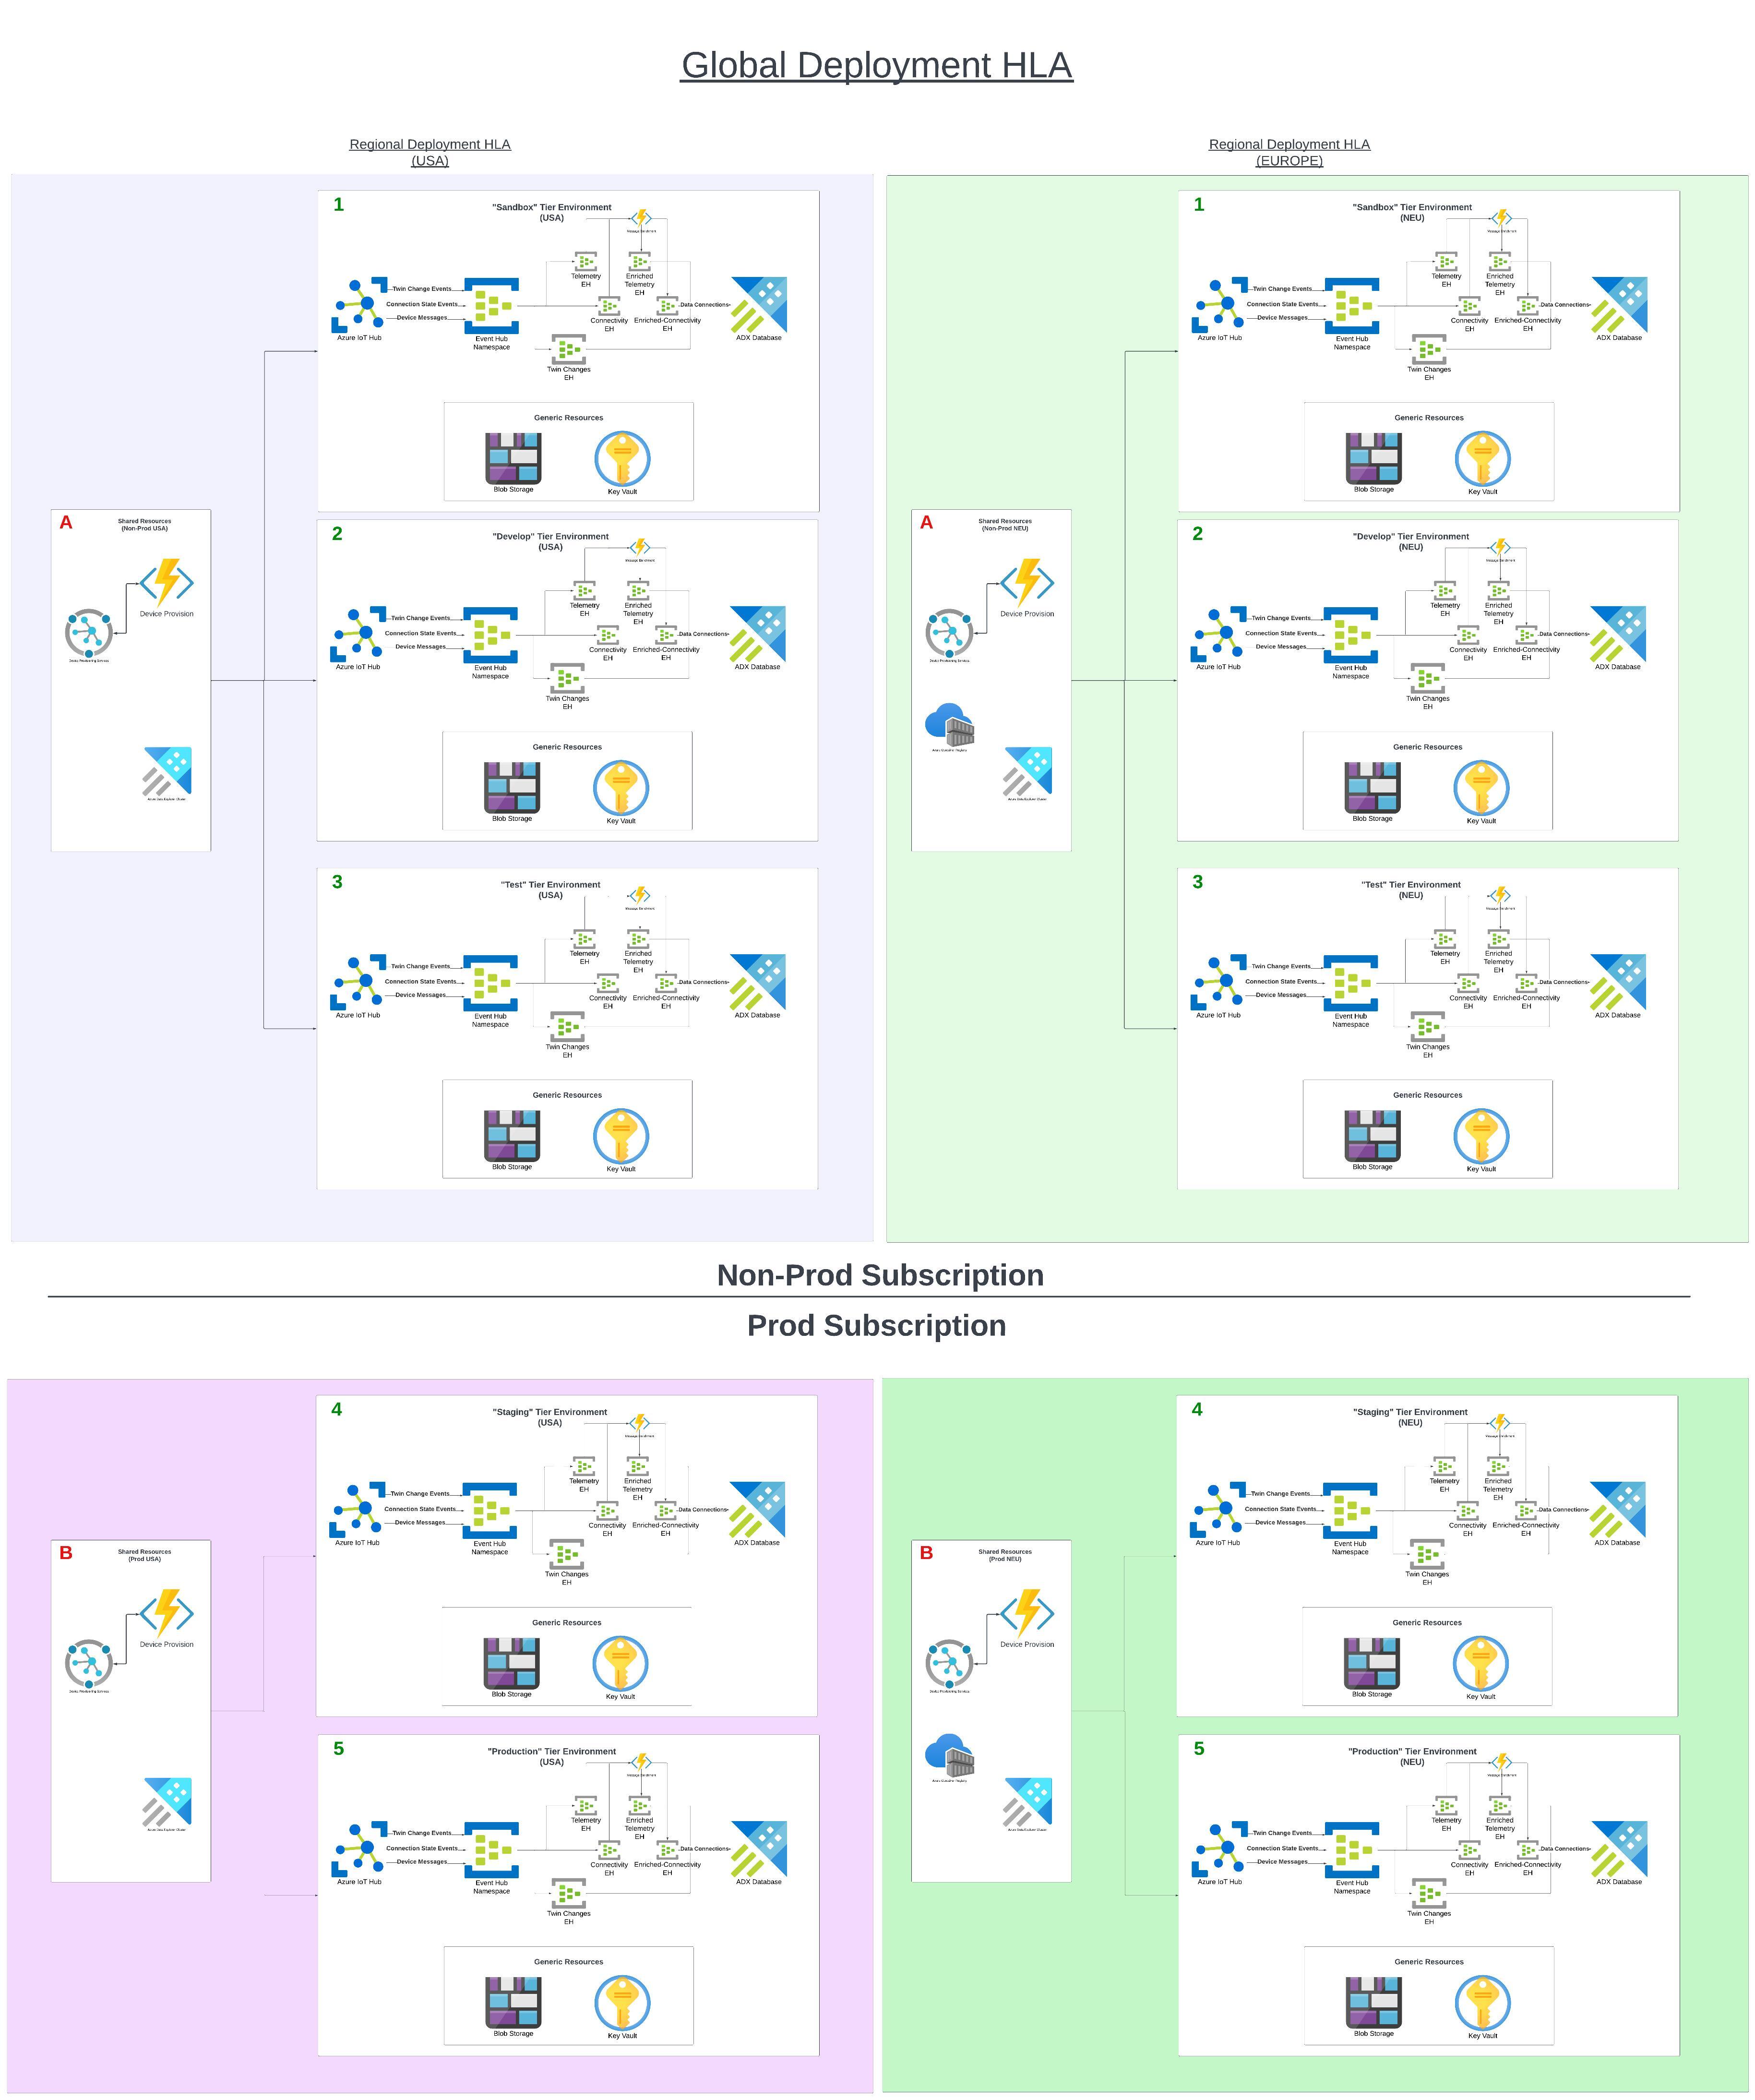 Global Deployment HLA
Regional Deployment HLA
(USA)
Regional Deployment HLA
(EUROPE)
1
"Sandbox" Tier Environment
(USA)
Message Enrichment
Telemetry
EH
Enriched
Telemetry
EH
Twin Change Events
Connection State Events
Device Messages
Data Connections
Connectivity
EH
Enriched-Connectivity
EH
Azure IoT Hub
Event Hub
Namespace
ADX Database
Twin Changes
EH
Generic Resources
Blob Storage
Key Vault
1
"Sandbox" Tier Environment
(NEU)
Message Enrichment
Telemetry
EH
Enriched
Telemetry
EH
Twin Change Events
Connection State Events
Device Messages
Data Connections
Connectivity
EH
Enriched-Connectivity
EH
Azure IoT Hub
Event Hub
Namespace
ADX Database
Twin Changes
EH
Generic Resources
Blob Storage
Key Vault
A
Shared Resources
(Non-Prod USA)
Device Provision
Device Provisioning Services
Azure Data Explorer Cluster
2
"Develop" Tier Environment
(USA)
Message Enrichment
Telemetry
EH
Enriched
Telemetry
EH
Twin Change Events
Connection State Events
Device Messages
Data Connections
Connectivity
EH
Enriched-Connectivity
EH
Azure IoT Hub
Event Hub
Namespace
ADX Database
Twin Changes
EH
Generic Resources
Blob Storage
Key Vault
A
Shared Resources
(Non-Prod NEU)
Device Provision
Device Provisioning Services
Azure Container Registry
Azure Data Explorer Cluster
2
"Develop" Tier Environment
(NEU)
Message Enrichment
Telemetry
EH
Enriched
Telemetry
EH
Twin Change Events
Connection State Events
Device Messages
Data Connections
Connectivity
EH
Enriched-Connectivity
EH
Azure IoT Hub
Event Hub
Namespace
ADX Database
Twin Changes
EH
Generic Resources
Blob Storage
Key Vault
3
"Test" Tier Environment
(USA)
Message Enrichment
Telemetry
EH
Enriched
Telemetry
EH
Twin Change Events
Connection State Events
Device Messages
Data Connections
Connectivity
EH
Enriched-Connectivity
EH
Azure IoT Hub
Event Hub
Namespace
ADX Database
Twin Changes
EH
Generic Resources
Blob Storage
Key Vault
3
"Test" Tier Environment
(NEU)
Message Enrichment
Telemetry
EH
Enriched
Telemetry
EH
Twin Change Events
Connection State Events
Device Messages
Data Connections
Connectivity
EH
Enriched-Connectivity
EH
Azure IoT Hub
Event Hub
Namespace
ADX Database
Twin Changes
EH
Generic Resources
Blob Storage
Key Vault
Non-Prod Subscription
Prod Subscription
4
"Staging" Tier Environment
(USA)
Message Enrichment
Telemetry
EH
Enriched
Telemetry
EH
Twin Change Events
Connection State Events
Device Messages
Data Connections
Connectivity
EH
Enriched-Connectivity
EH
Azure IoT Hub
Event Hub
Namespace
ADX Database
Twin Changes
EH
Generic Resources
Blob Storage
Key Vault
4
"Staging" Tier Environment
(NEU)
Message Enrichment
Telemetry
EH
Enriched
Telemetry
EH
Twin Change Events
Connection State Events
Device Messages
Data Connections
Connectivity
EH
Enriched-Connectivity
EH
Azure IoT Hub
Event Hub
Namespace
ADX Database
Twin Changes
EH
Generic Resources
Blob Storage
Key Vault
B
Shared Resources
(Prod USA)
Device Provision
Device Provisioning Services
Azure Data Explorer Cluster
5
"Production" Tier Environment
(USA)
Message Enrichment
Telemetry
EH
Enriched
Telemetry
EH
Twin Change Events
Connection State Events
Device Messages
Data Connections
Connectivity
EH
Enriched-Connectivity
EH
Azure IoT Hub
Event Hub
Namespace
ADX Database
Twin Changes
EH
Generic Resources
Blob Storage
Key Vault
B
Shared Resources
(Prod NEU)
Device Provision
Device Provisioning Services
Azure Container Registry
Azure Data Explorer Cluster
5
"Production" Tier Environment
(NEU)
Message Enrichment
Telemetry
EH
Enriched
Telemetry
EH
Twin Change Events
Connection State Events
Device Messages
Data Connections
Connectivity
EH
Enriched-Connectivity
EH
Azure IoT Hub
Event Hub
Namespace
ADX Database
Twin Changes
EH
Generic Resources
Blob Storage
Key Vault